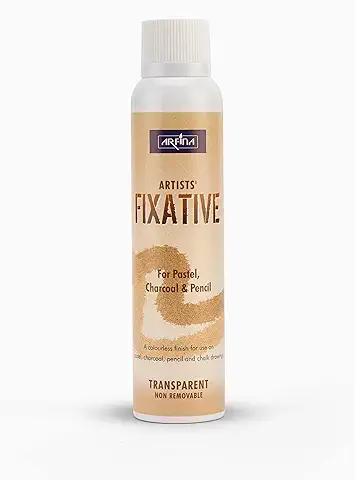 ARFINA
ARTISTS'
FIXATIVE
For Pastel,
Charcoal & Pencil
A colourless finish for use on
charcoal, pencil and chalk
TRANSPARENT
NON REMOVABLE